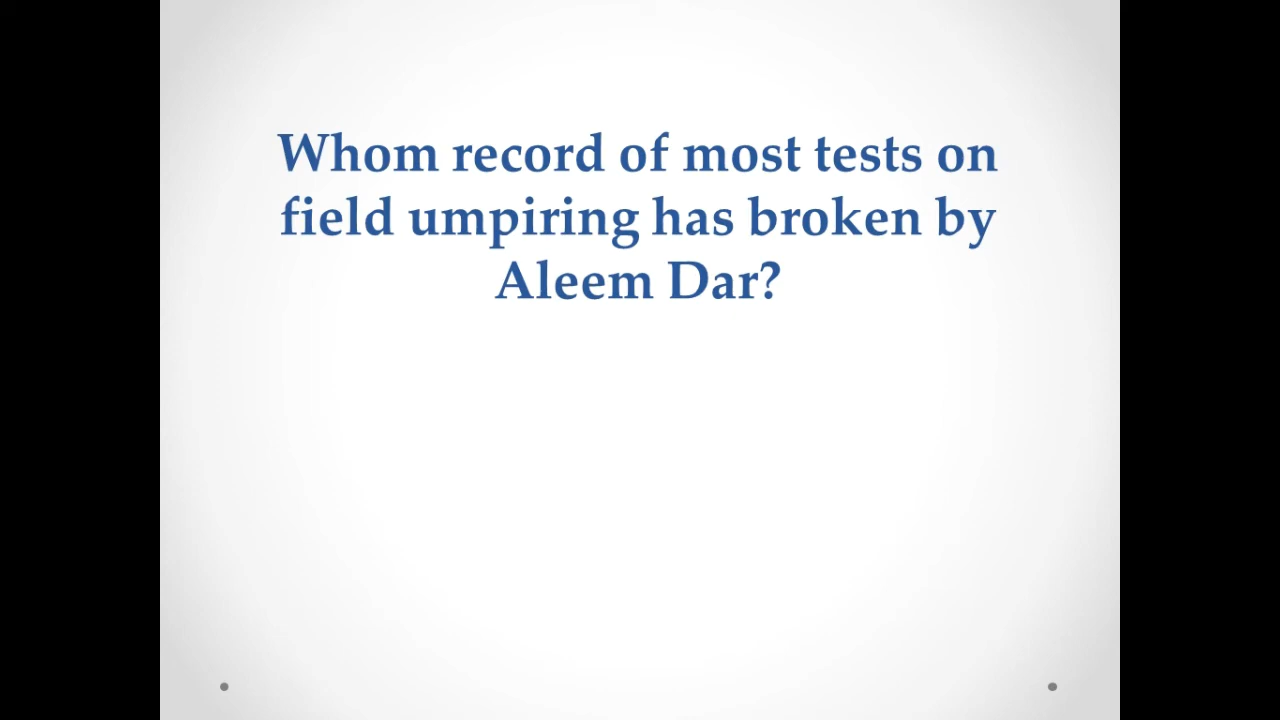 Whom record of most tests on
field umpiring has broken by
Aleem Dar?